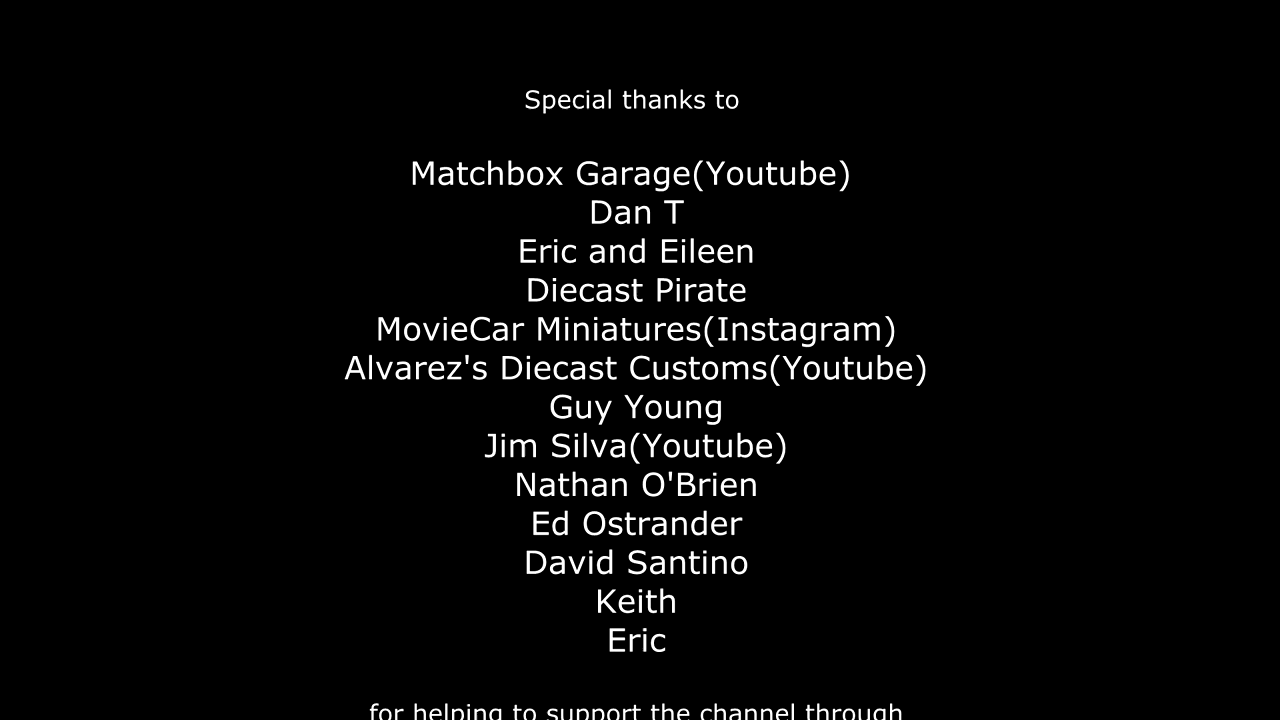 Special thanks to
Matchbox Garage(Youtube)
Dan T
Eric and Eileen
Diecast Pirate
MovieCar Miniatures(Instagram)
Alvarez's Diecast Customs(Youtube)
Guy Young
Jim Silva(Youtube)
Nathan O'Brien
Ed Ostrander
David Santino
Keith
Eric
for helping to support the channel through